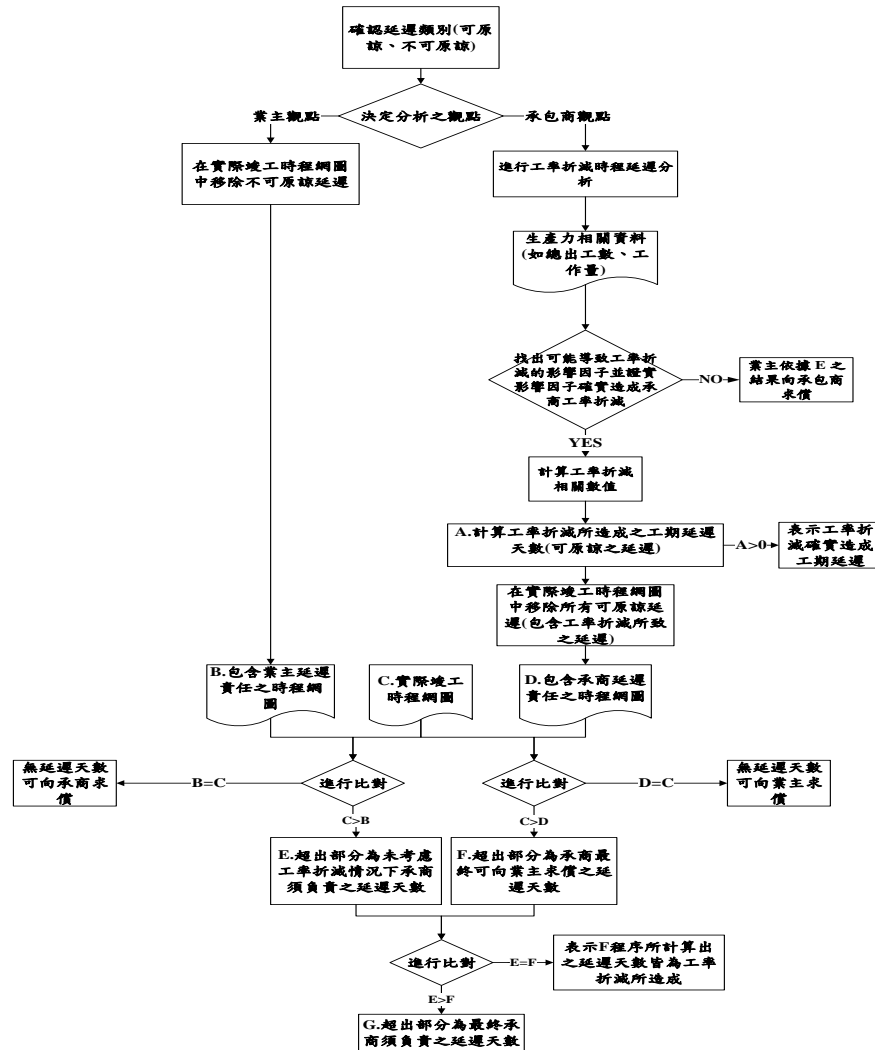 確認延遲類別(可原
諒、不可原諒)
業主觀點
決定分析之觀點
承包商觀點
在實際竣工時程網圖
中移除不可原諒延遲
進行工率折減時程延遲分
析
生產力相關資料
(如總出工數、工
作量)
找出可能導致工率折
減的影響因子並證實
影響因子確實造成承
商工率折減
NO
業主依據 E 之
結果向承包商
求償
YES
計算工率折減
相關數值
A.計算工率折減所造成之工期延遲
天數(可原諒之延遲)
A>0
表示工率折
減確實造成
工期延遲
在實際竣工時程網圖
中移除所有可原諒延
遲(包含工率折減所致
之延遲)
B.包含業主延遲
責任之時程網
圖
C.實際竣工
時程網圖
D.包含承商延遲
責任之時程網圖
無延遲天數
可向承商求
償
B=C
進行比對
進行比對
D=C
無延遲天數
可向業主求
償
C>B
C>D
E.超出部分為未考慮
工率折減情況下承商
須負責之延遲天數
F.超出部分為承商最
終可向業主求償之延
遲天數
進行比對
E=F
表示F程序所計算出
之延遲天數皆為工率
折減所造成
E>F
G.超出部分為最終承
商須負責之延遲天數